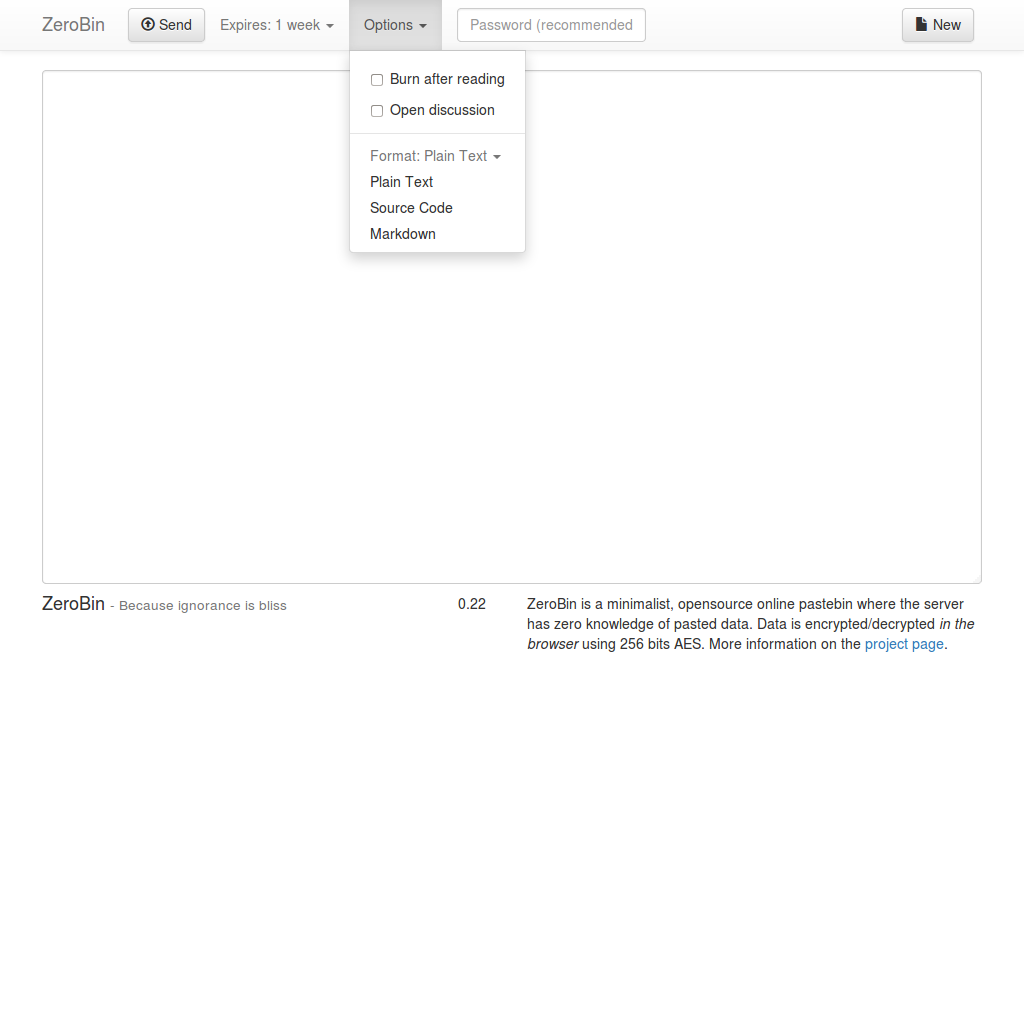 ZeroBin Send Expires: 1 week Options Password (recommended New
Burn after reading
Open discussion
Format: Plain Text
Plain Text
Source Code
Markdown
ZeroBin - Because ignorance is bliss
0.22
ZeroBin is a minimalist, opensource online pastebin where the server
has zero knowledge of pasted data. Data is encrypted/decrypted in the
browser using 256 bits AES. More information on the project page.